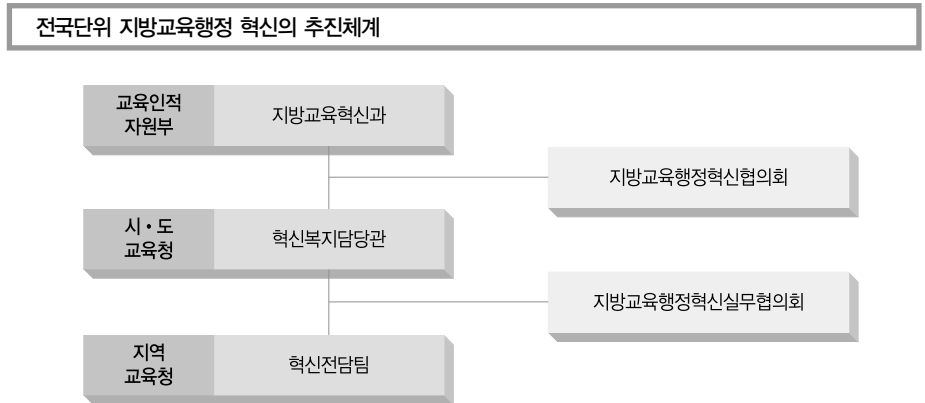 전국단위 지방교육행정 혁신의 추진체계
교육인적
자원부
지방교육혁신과
지방교육행정혁신협의회
시·도
교육청
혁신복지담당관
지방교육행정혁신실무협의회
지역
교육청
혁신전담팀